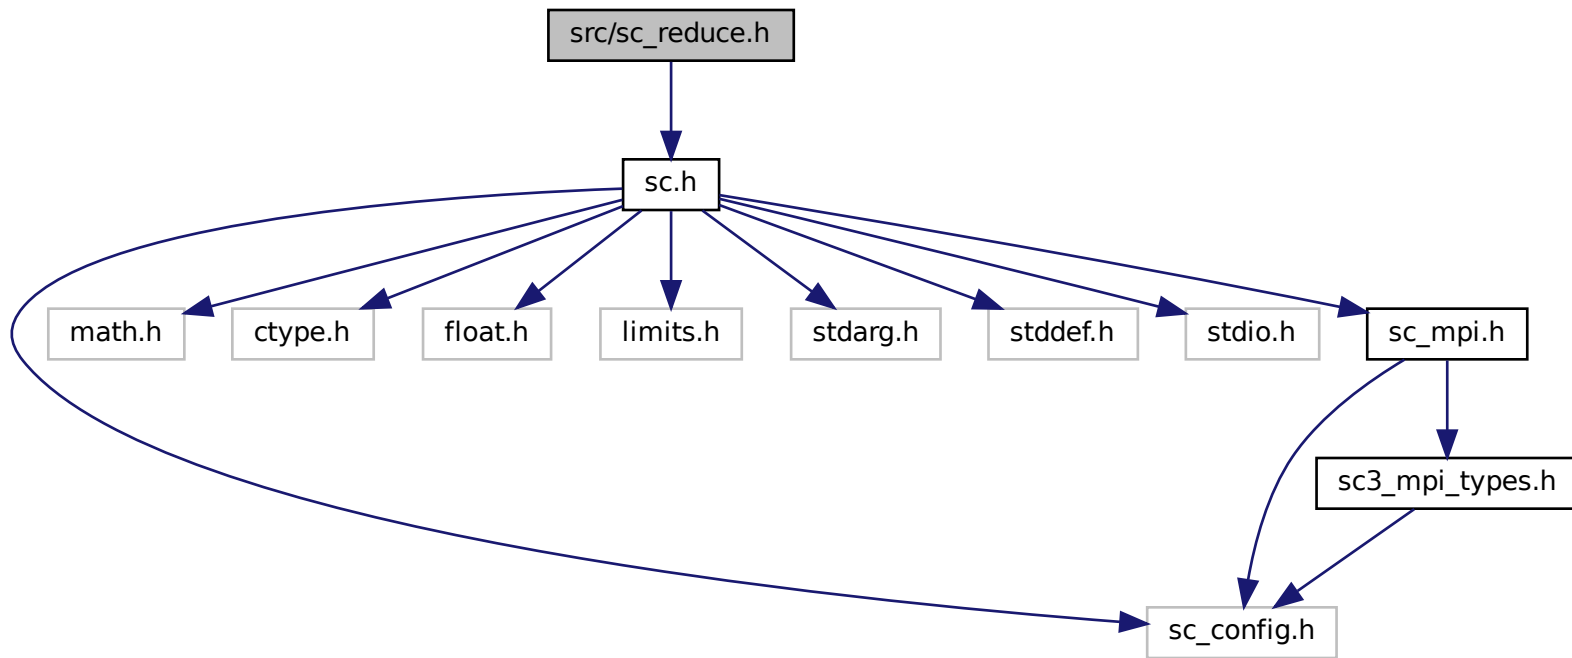 src/sc_reduce.h
sc.h
math.h
ctype.h
float.h
limits.h
stdarg.h
stddef.h
stdio.h
sc_mpi.h
sc3_mpi_types.h
sc_config.h